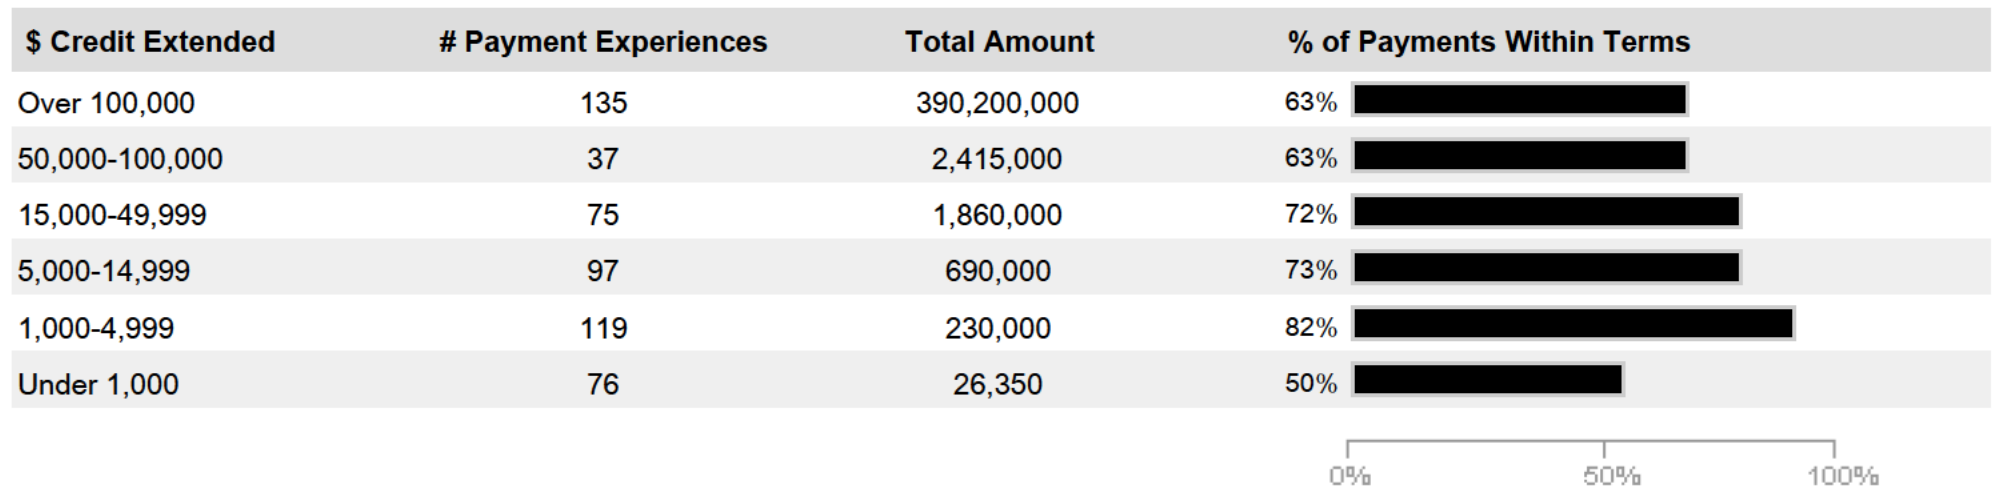 $ Credit Extended # Payment Experiences Total Amount % of Payments Within Terms
Over 100,000 135 390,200,000 63%
50,000-100,000 37 2,415,000 63%
15,000-49,999 75 1,860,000 72%
5,000-14,999 97 690,000 73%
1,000-4,999 119 230,000 82%
Under 1,000 76 26,350 50%
0% 50% 100%